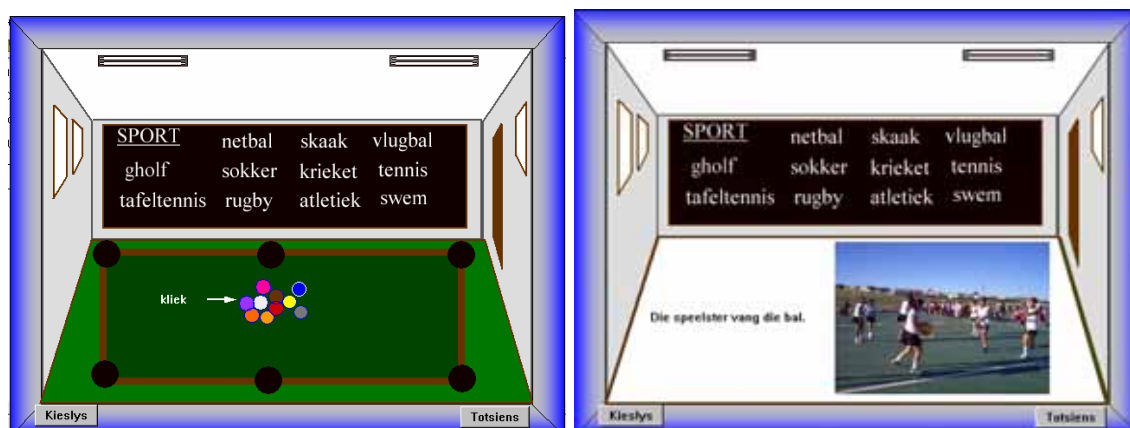 SPORT netbal skaak vlugbal
gholf sokker krieket tennis
tafeltennis rugby atletiek swem
kliek
Kieslys Totsiens
SPORT netbal skaak vlugbal
gholf sokker krieket tennis
tafeltennis rugby atletiek swem
Die speelster vang die bal.
Kieslys Totsiens